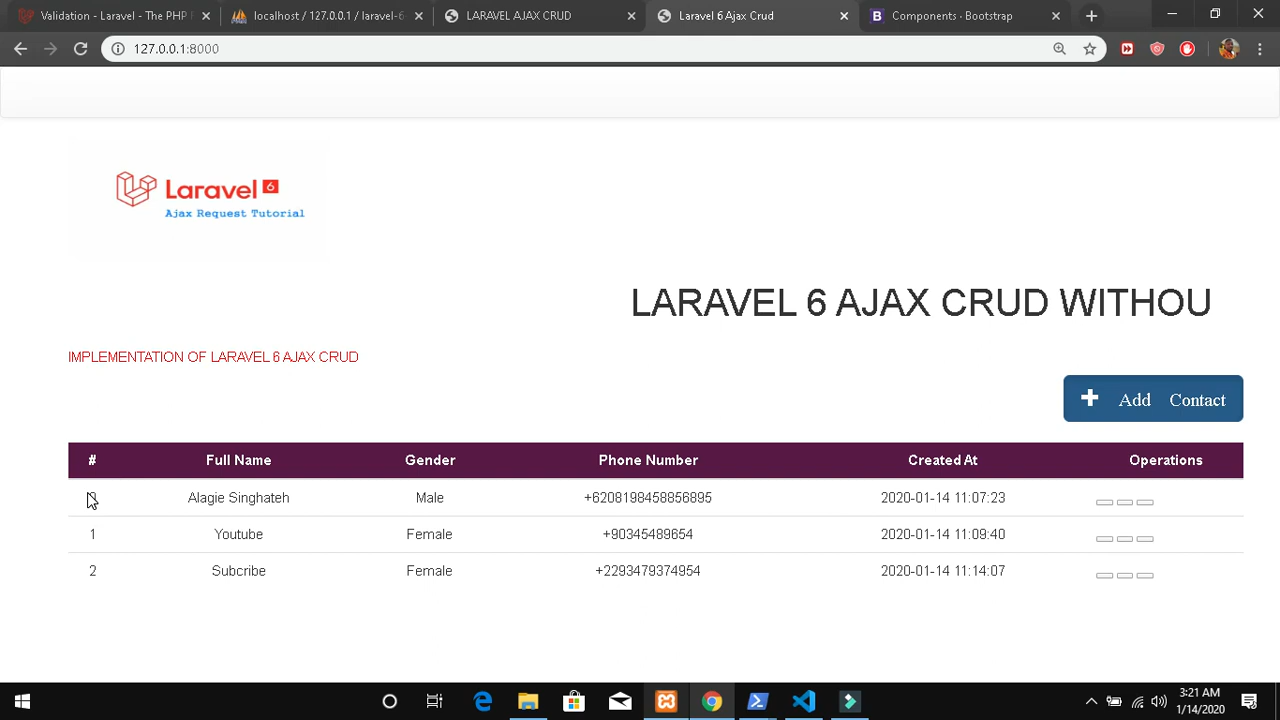 Validation - Laravel - The PHP F
localhost / 127.0.0.1 / laravel-6-
LARAVEL AJAX CRUD
Laravel 6 Ajax Crud
Components · Bootstrap
127.0.0.1:8000
Laravel 6
Ajax Request Tutorial
LARAVEL 6 AJAX CRUD WITHOU
IMPLEMENTATION OF LARAVEL 6 AJAX CRUD
Add Contact
# Full Name Gender Phone Number Created At Operations
Alagie Singhateh Male +6208198458856895 2020-01-14 11:07:23
1 Youtube Female +90345489654 2020-01-14 11:09:40
2 Subcribe Female +2293479374954 2020-01-14 11:14:07
3:21 AM
1/14/2020